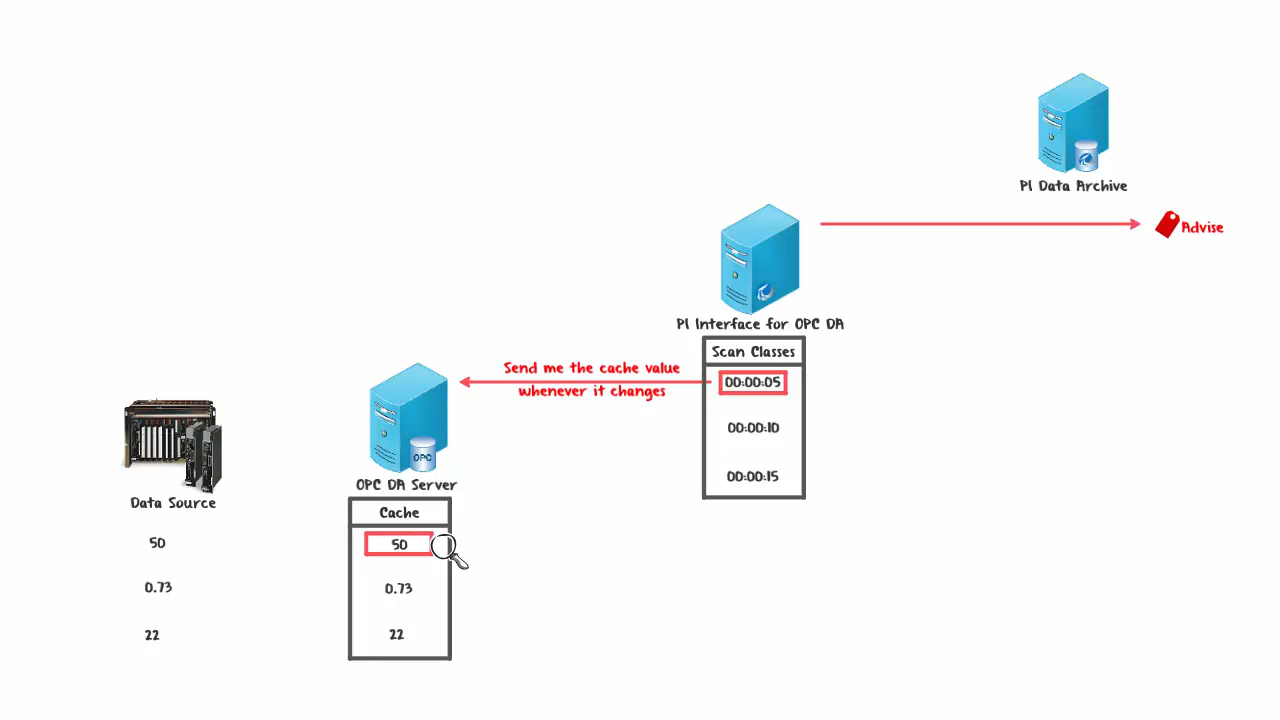 PI Data Archive
Advise
PI Interface for OPC DA
Scan Classes
00:00:05
00:00:10
00:00:15
Send me the cache value
whenever it changes
OPC
OPC DA Server
Cache
50
0.73
22
Data Source
50
0.73
22